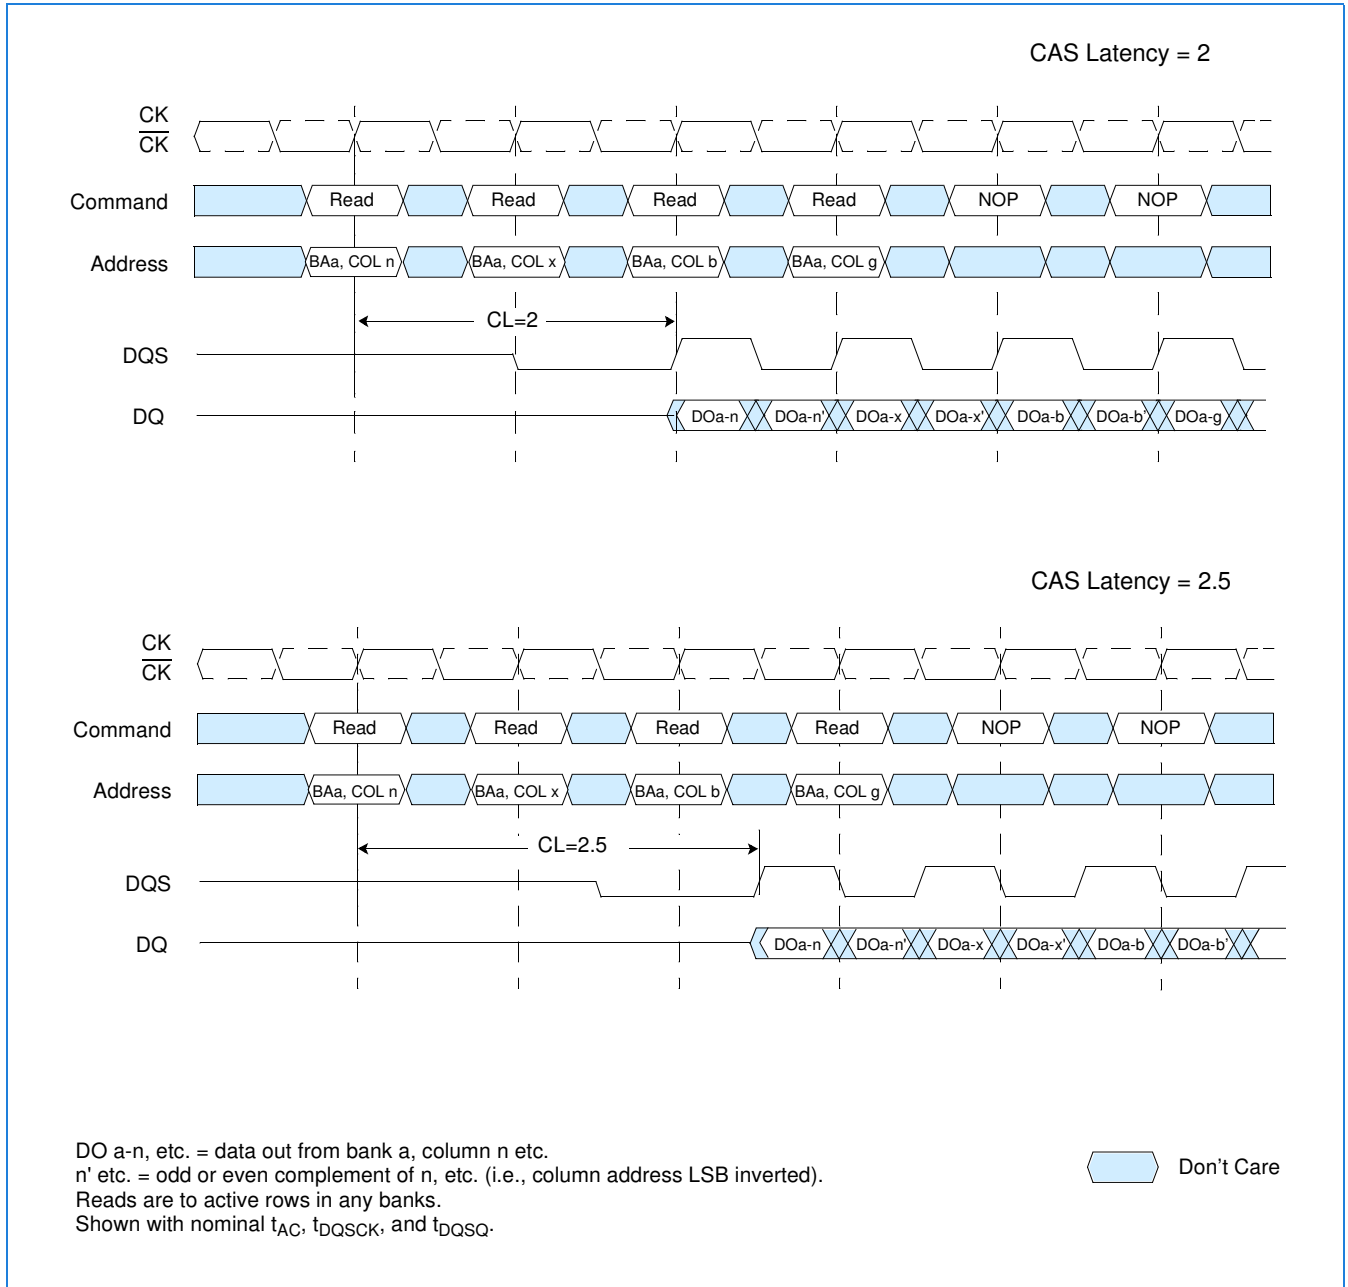 CAS Latency = 2
CK
CK
Command Read Read Read Read NOP NOP
Address BAa, COL n BAa, COL x BAa, COL b BAa, COL g
CL=2
DQS
DQ DOa-n DOa-n' DOa-x DOa-x' DOa-b DOa-b’ DOa-g
CAS Latency = 2.5
CK
CK
Command Read Read Read Read NOP NOP
Address BAa, COL n BAa, COL x BAa, COL b BAa, COL g
CL=2.5
DQS
DQ DOa-n DOa-n' DOa-x DOa-x' DOa-b DOa-b’
DO a-n, etc. = data out from bank a, column n etc.
n' etc. = odd or even complement of n, etc. (i.e., column address LSB inverted).
Reads are to active rows in any banks.
Shown with nominal tAC, tDQSCK, and tDQSQ.
Don’t Care